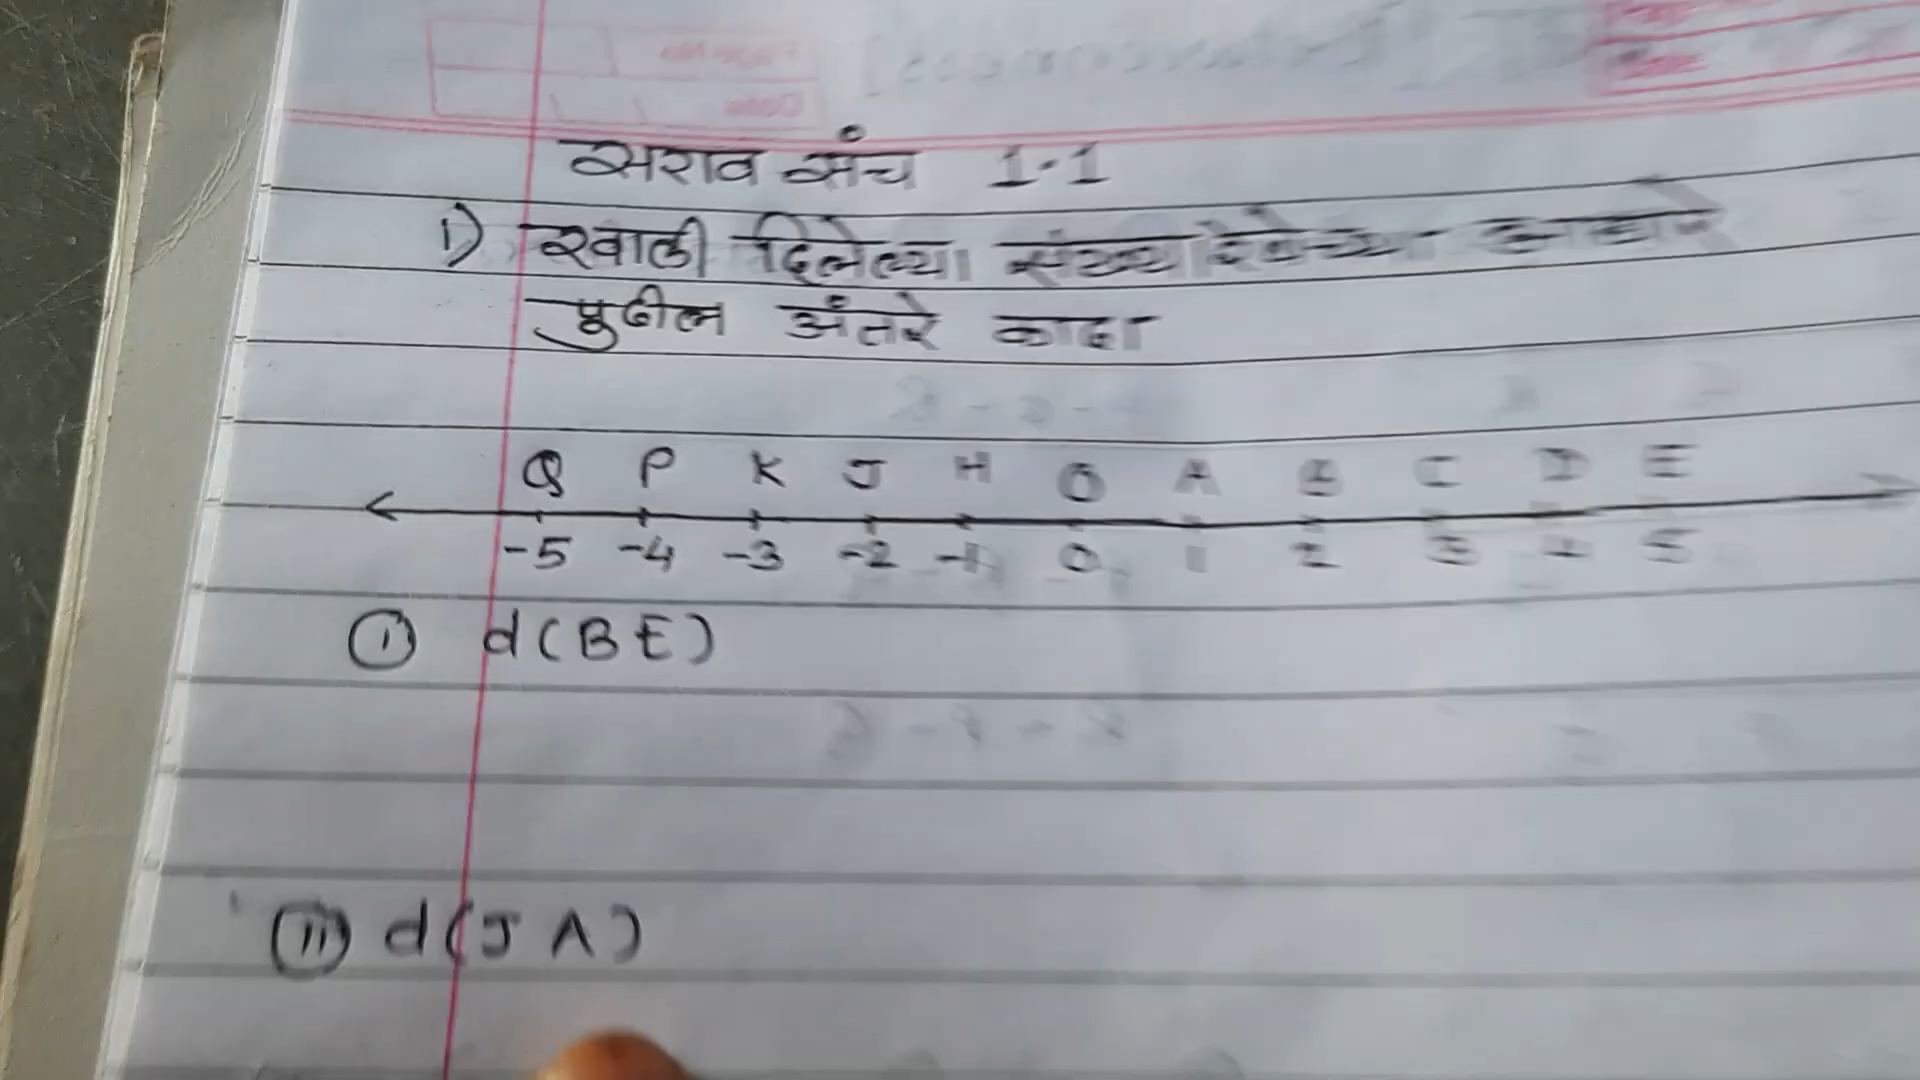 सराव संच 1.1
1) खाली दिलेल्या संख्यारेषेच्या आधारे
पुढील अंतरे काढा
Q P K J H O A B C D E
-5 -4 -3 -2 -1 0 1 2 3 4 5
i d(BE)
ii d(JA)